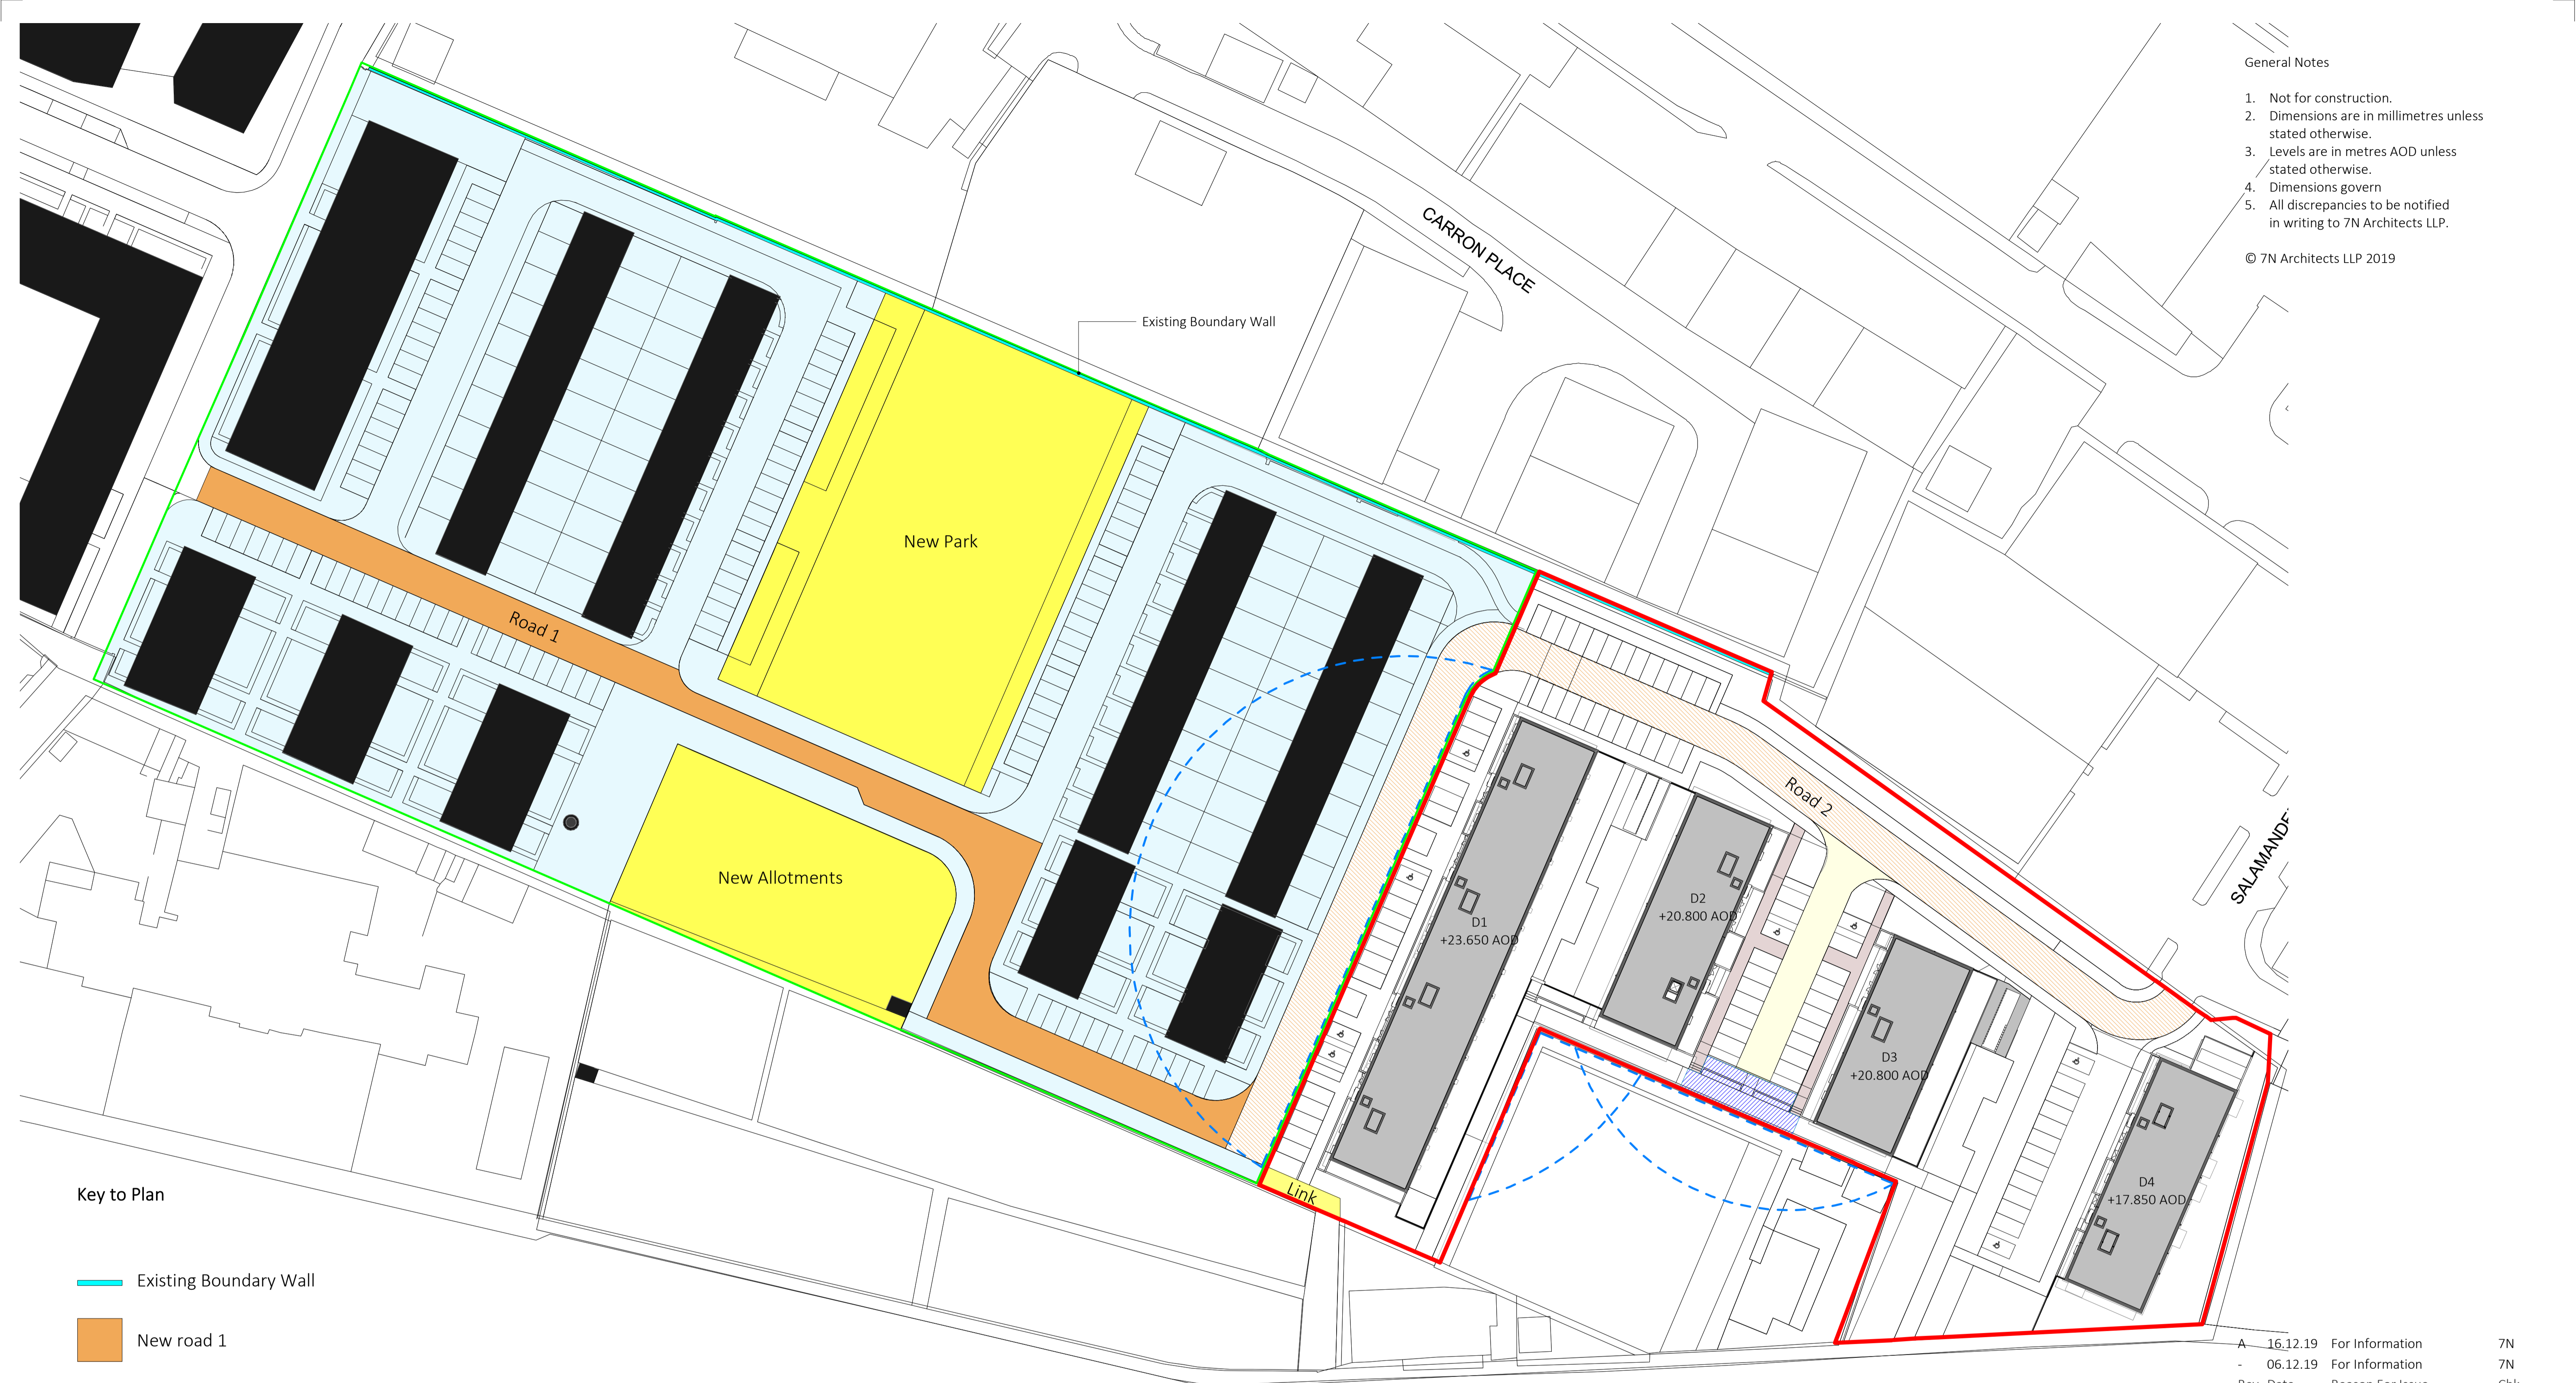 General Notes
1. Not for construction.
2. Dimensions are in millimetres unless
stated otherwise.
3. Levels are in metres AOD unless
stated otherwise.
4. Dimensions govern
5. All discrepancies to be notified
in writing to 7N Architects LLP.
© 7N Architects LLP 2019
CARRON PLACE
Existing Boundary Wall
New Park
Road 1
New Allotments
Road 2
D1
+23.650 AOD
D2
+20.800 AOD
D3
+20.800 AOD
D4
+17.850 AOD
Link
Key to Plan
Existing Boundary Wall
New road 1
A 16.12.19 For Information 7N
- 06.12.19 For Information 7N